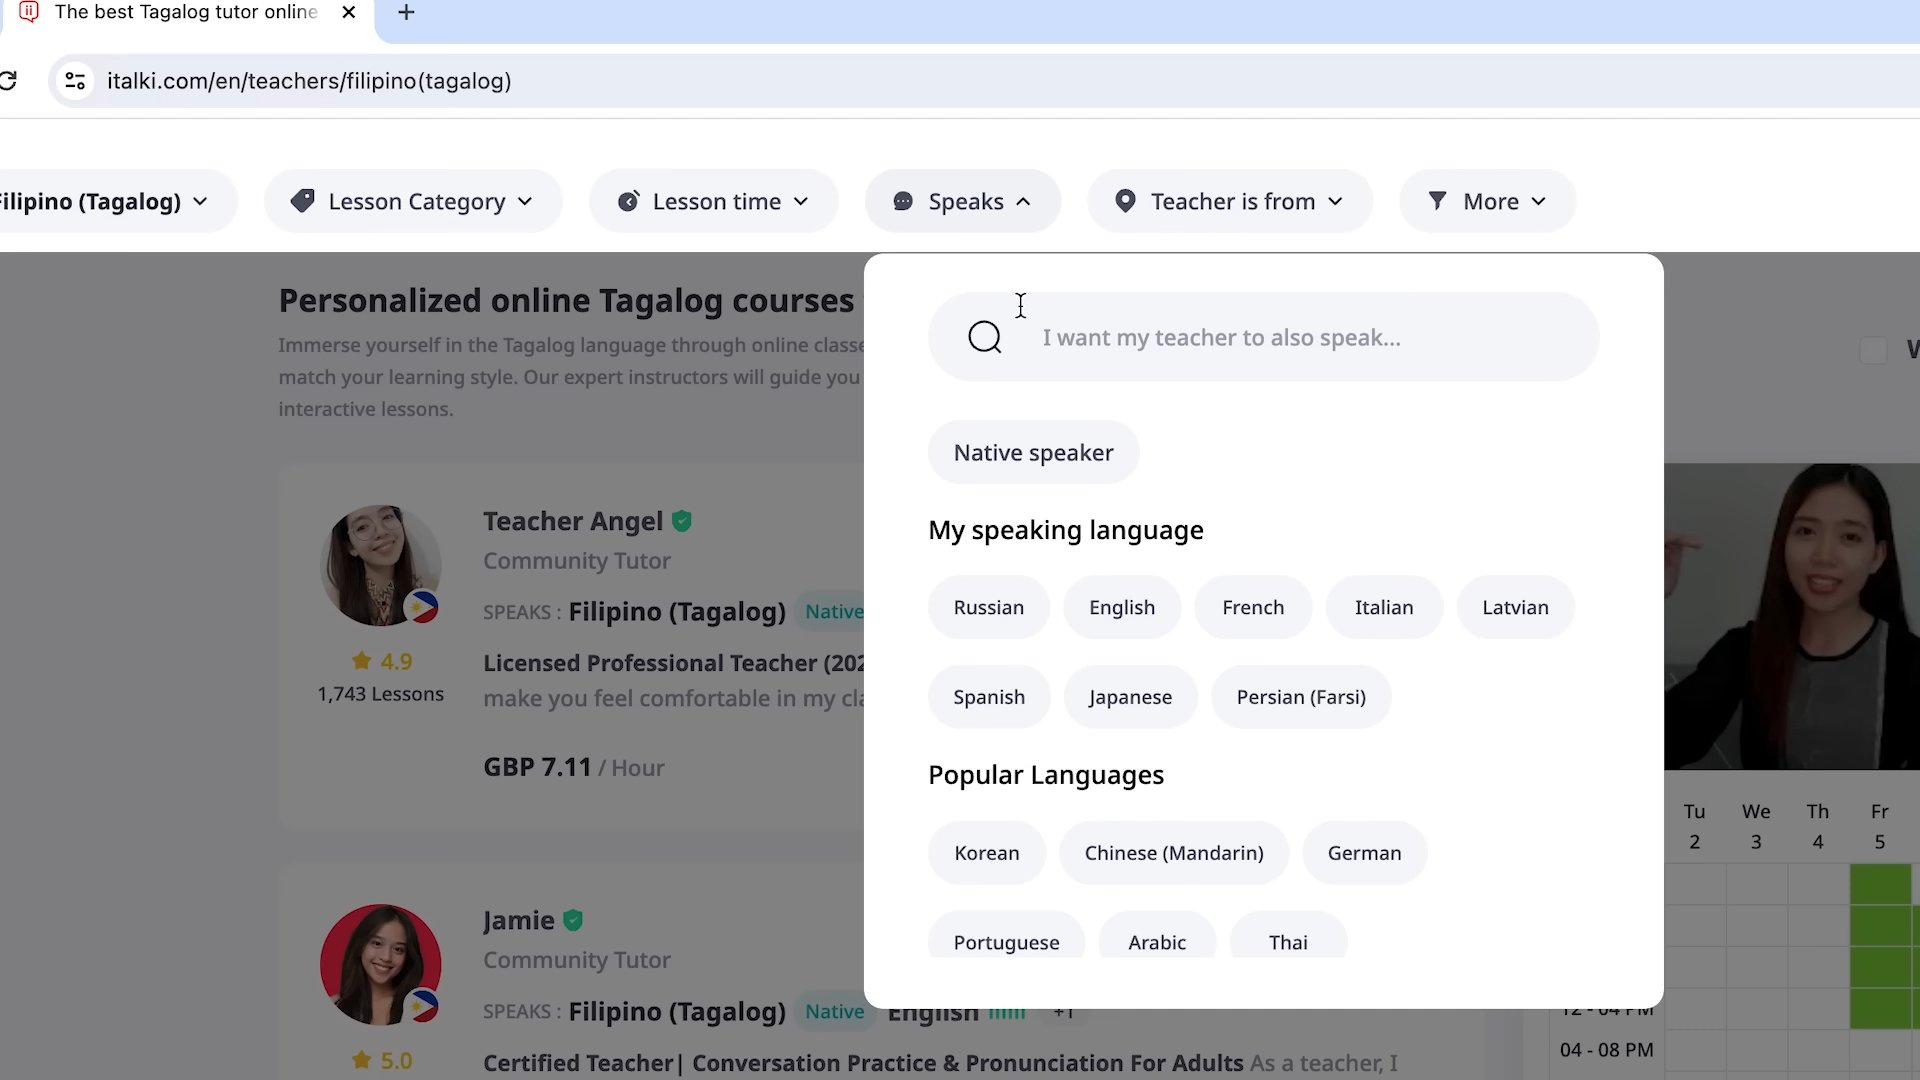 The best Tagalog tutor online
italki.com/en/teachers/filipino(tagalog)
Filipino (Tagalog)
Lesson Category
Lesson time
Speaks
Teacher is from
More
Personalized online Tagalog courses
Immerse yourself in the Tagalog language through online classe
match your learning style. Our expert instructors will guide you
interactive lessons.
I want my teacher to also speak...
Native speaker
My speaking language
Russian
English
French
Italian
Latvian
Spanish
Japanese
Persian (Farsi)
Popular Languages
Korean
Chinese (Mandarin)
German
Portuguese
Arabic
Thai
Teacher Angel
Community Tutor
SPEAKS : Filipino (Tagalog) Native
4.9
1,743 Lessons
Licensed Professional Teacher (202
make you feel comfortable in my cla
GBP 7.11 / Hour
Jamie
Community Tutor
SPEAKS : Filipino (Tagalog) Native English +1
5.0
Certified Teacher| Conversation Practice & Pronunciation For Adults As a teacher, I
Tu We Th Fr
2 3 4 5
12 - 04 PM
04 - 08 PM